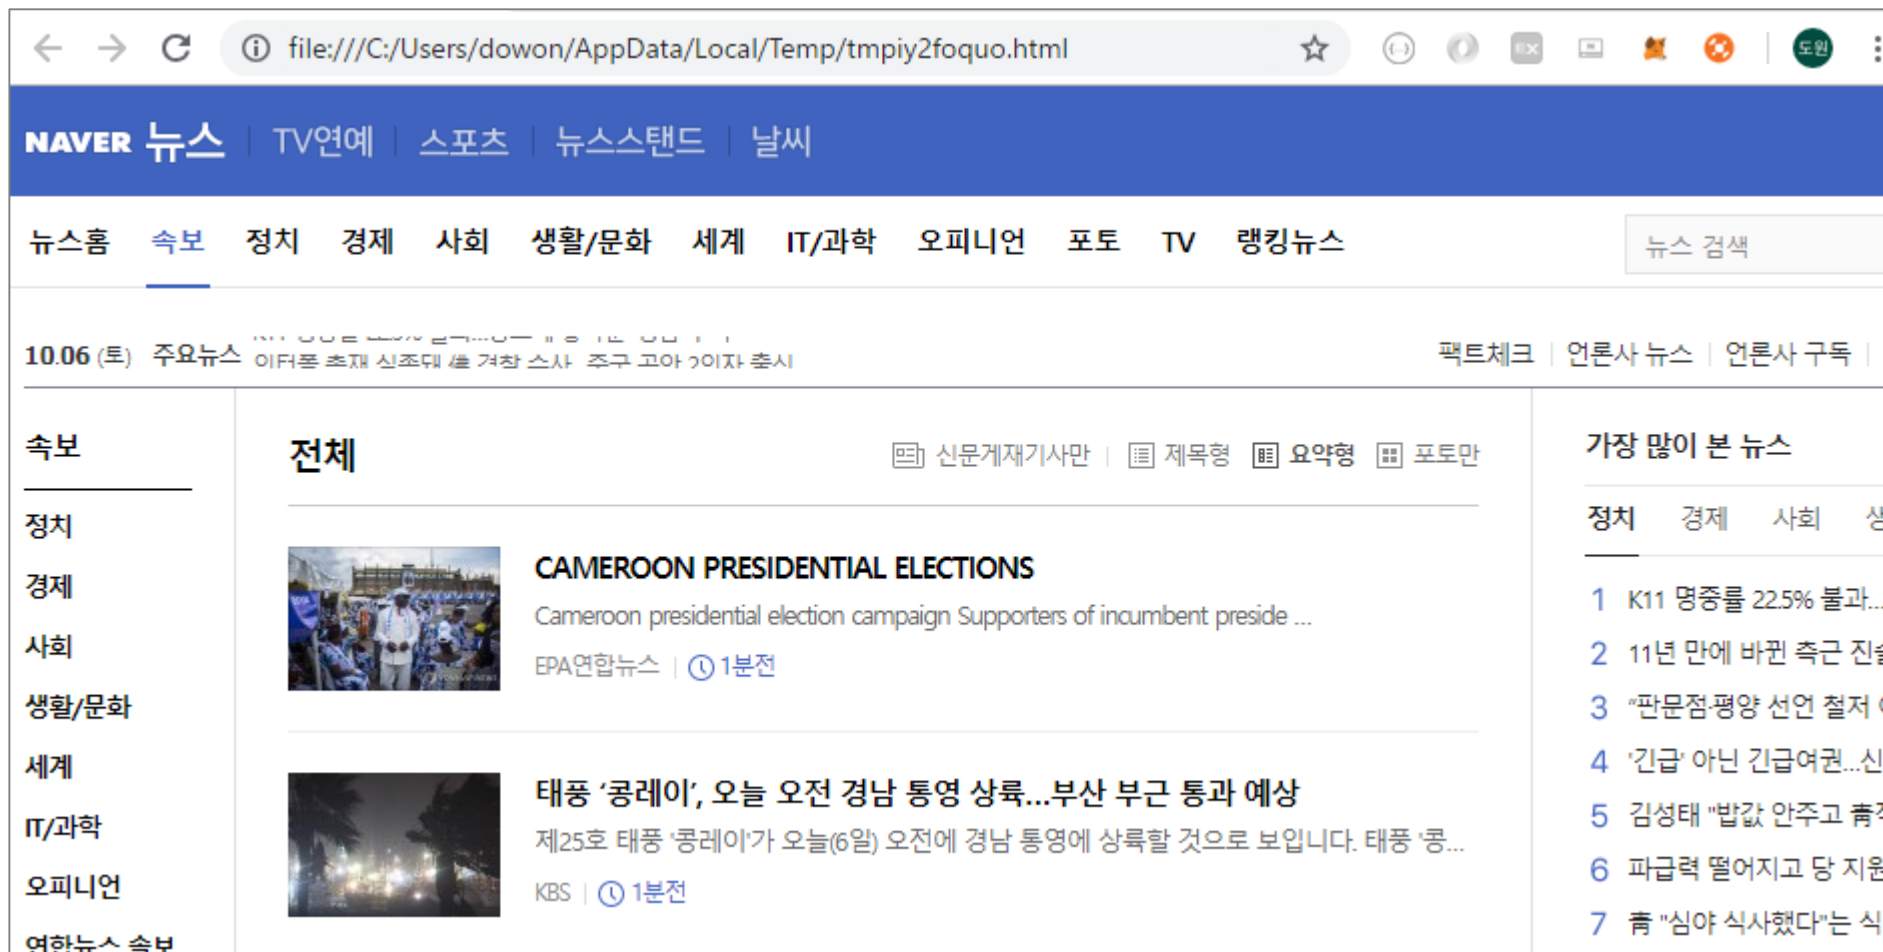 file:///C:/Users/dowon/AppData/Local/Temp/tmpiy2foquo.html
도원
NAVER 뉴스 TV연예 스포츠 뉴스스탠드 날씨
뉴스홈 속보 정치 경제 사회 생활/문화 세계 IT/과학 오피니언 포토 TV 랭킹뉴스
뉴스 검색
10.06 (토) 주요뉴스
팩트체크 언론사 뉴스 언론사 구독
속보
정치
경제
사회
생활/문화
세계
IT/과학
오피니언
연합뉴스 속보
전체
신문게재기사만 제목형 요약형 포토만
CAMEROON PRESIDENTIAL ELECTIONS
Cameroon presidential election campaign Supporters of incumbent preside ...
EPA연합뉴스 1분전
태풍 ‘콩레이’, 오늘 오전 경남 통영 상륙…부산 부근 통과 예상
제25호 태풍 '콩레이'가 오늘(6일) 오전에 경남 통영에 상륙할 것으로 보입니다. 태풍 '콩...
KBS 1분전
가장 많이 본 뉴스
정치 경제 사회
1 K11 명중률 22.5% 불과...
2 11년 만에 바뀐 측근
3 “판문점·평양 선언 철저
4 '긴급' 아닌 긴급여권...신
5 김성태 "밥값 안주고
6 파급력 떨어지고 당
7 靑 "심야 식사했다"는